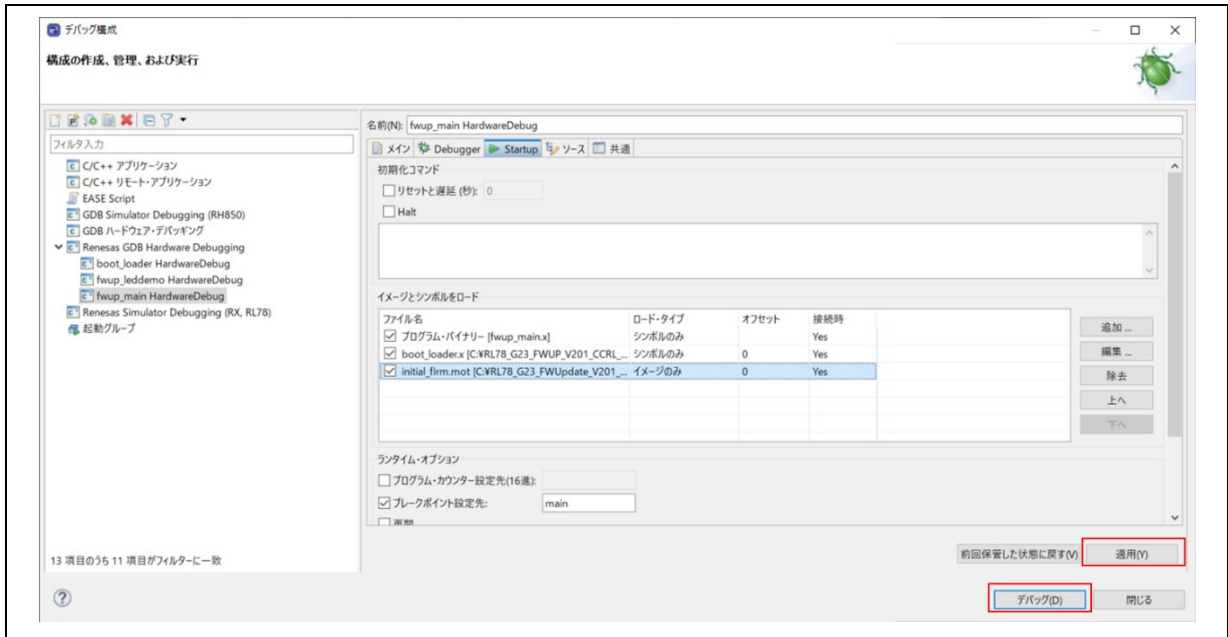 デバッグ構成
構成の作成、管理、および実行
フィルタ入力
C/C++ アプリケーション
C/C++ リモート・アプリケーション
EASE Script
GDB Simulator Debugging (RH850)
GDB ハードウェア・デバッギング
Renesas GDB Hardware Debugging
boot_loader HardwareDebug
fwup_leddemo HardwareDebug
fwup_main HardwareDebug
Renesas Simulator Debugging (RX, RL78)
起動グループ
13 項目のうち 11 項目がフィルターに一致
名前(N): fwup_main HardwareDebug
メイン Debugger Startup ソース 共通
初期化コマンド
リセットと遅延 (秒): 0
Halt
イメージとシンボルをロード
ファイル名 ロード・タイプ オフセット 接続時
プログラム・バイナリー [fwup_main.x] シンボルのみ Yes
boot_loader.x [C:¥RL78_G23_FWUP_V201_CCRL_... シンボルのみ 0 Yes
initial_firm.mot [C:¥RL78_G23_FWUpdate_V201_... イメージのみ 0 Yes
追加 ...
編集 ...
除去
上へ
下へ
ランタイム・オプション
プログラム・カウンター設定先(16進):
ブレークポイント設定先: main
前回保管した状態に戻す(V) 適用(Y)
デバッグ(D) 閉じる